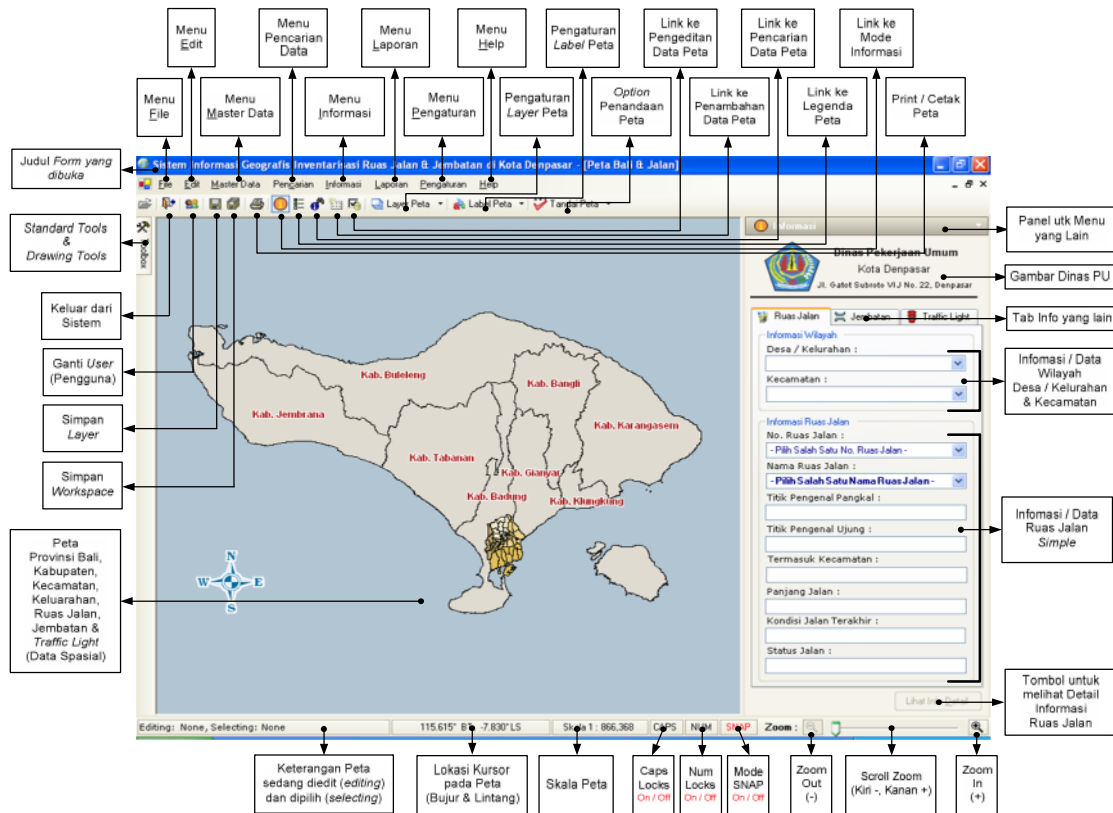 Menu
Edit
Menu
Pencarian
Data
Menu
Laporan
Menu
Help
Pengaturan
Label Peta
Link ke
Pengeditan
Data Peta
Link ke
Pencarian
Data Peta
Link ke
Mode
Informasi
Menu
File
Menu
Master Data
Menu
Informasi
Menu
Pengaturan
Pengaturan
Layer Peta
Option
Penandaan
Peta
Link ke
Penambahan
Data Peta
Link ke
Legenda
Peta
Print / Cetak
Peta
Judul Form yang
dibuka
Standard Tools
&
Drawing Tools
Keluar dari
Sistem
Ganti User
(Pengguna)
Simpan
Layer
Simpan
Workspace
Peta
Provinsi Bali,
Kabupaten,
Kecamatan,
Keluarahan,
Ruas Jalan,
Jembatan &
Traffic Light
(Data Spasial)
Sistem Informasi Geografis Inventarisasi Ruas Jalan & Jembatan di Kota Denpasar - [Peta Bali & Jalan]
File Edit Master Data Pencarian Informasi Laporan Pengaturan Help
Layer Peta Label Peta Tandai Peta
Toolbox
Kab. Buleleng
Kab. Bangli
Kab. Jembrana
Kab. Karangasem
Kab. Tabanan
Kab. Gianyar
Kab. Badung
Kab. Klungkung
N
W E
S
Informasi
Dinas Pekerjaan Umum
Kota Denpasar
Jl. Gatot Subroto VI J No. 22, Denpasar
Ruas Jalan Jembatan Traffic Light
Informasi Wilayah
Desa / Kelurahan :
Kecamatan :
Informasi Ruas Jalan
No. Ruas Jalan :
- Pilih Salah Satu No. Ruas Jalan -
Nama Ruas Jalan :
- Pilih Salah Satu Nama Ruas Jalan -
Titik Pengenal Pangkal :
Titik Pengenal Ujung :
Termasuk Kecamatan :
Panjang Jalan :
Kondisi Jalan Terakhir :
Status Jalan :
Lihat Info Detail
Editing: None, Selecting: None
115.615° BT -7.830° LS
Skala 1 : 866,368
CAPS
NUM
SNAP
Zoom :
Panel utk Menu
yang Lain
Gambar Dinas PU
Tab Info yang lain
Infomasi / Data
Wilayah
Desa / Kelurahan
& Kecamatan
Infomasi / Data
Ruas Jalan
Simple
Tombol untuk
melihat Detail
Informasi
Ruas Jalan
Keterangan Peta
sedang diedit (editing)
dan dipilih (selecting)
Lokasi Kursor
pada Peta
(Bujur & Lintang)
Skala Peta
Caps
Locks
On / Off
Num
Locks
On / Off
Mode
SNAP
On / Off
Zoom
Out
(-)
Scroll Zoom
(Kiri -, Kanan +)
Zoom
In
(+)